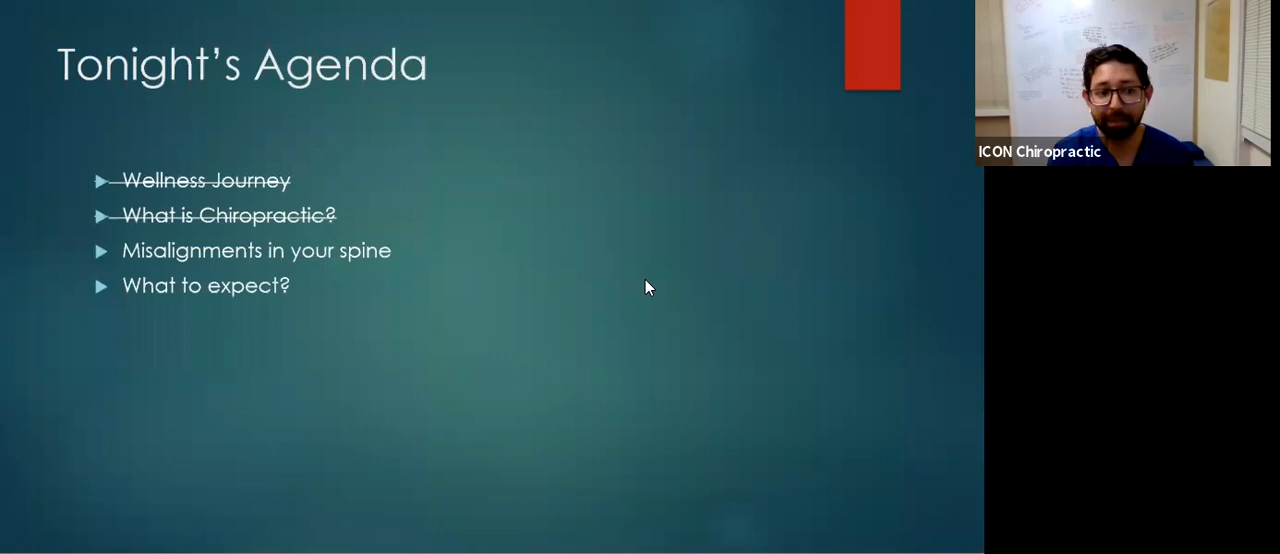 Tonight's Agenda
Wellness Journey
What is Chiropractic?
Misalignments in your spine
What to expect?
ICON Chiropractic